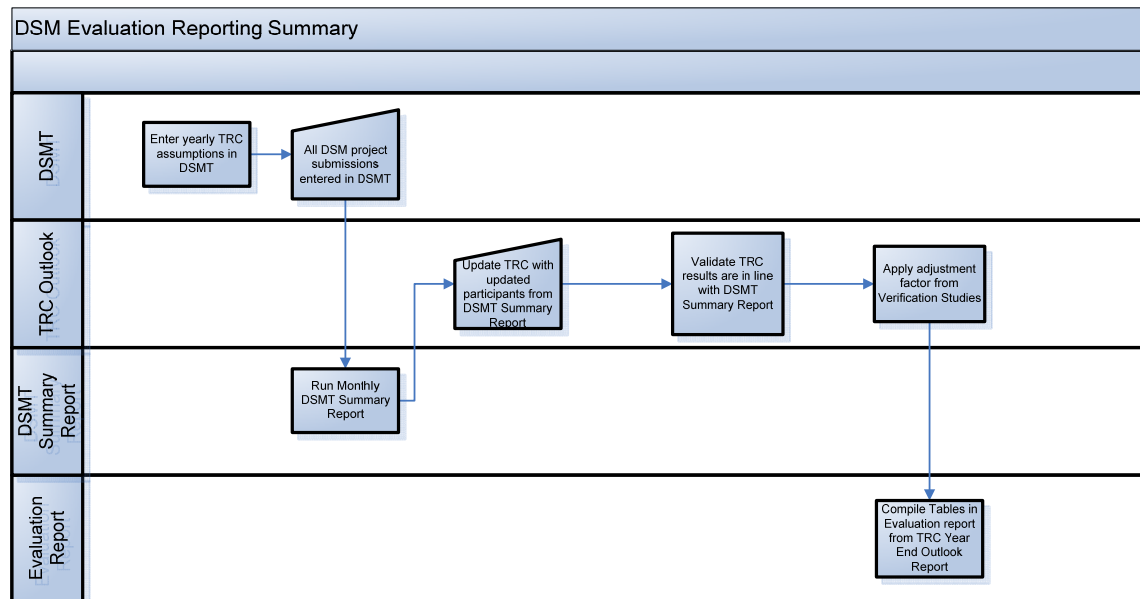 DSM Evaluation Reporting Summary
DSMT
Enter yearly TRC
assumptions in
DSMT
All DSM project
submissions
entered in DSMT
TRC Outlook
Update TRC with
updated
participants from
DSMT Summary
Report
Validate TRC
results are in line
with DSMT
Summary Report
Apply adjustment
factor from
Verification Studies
DSMT
Summary
Report
Run Monthly
DSMT Summary
Report
Evaluation
Report
Compile Tables in
Evaluation report
from TRC Year
End Outlook
Report